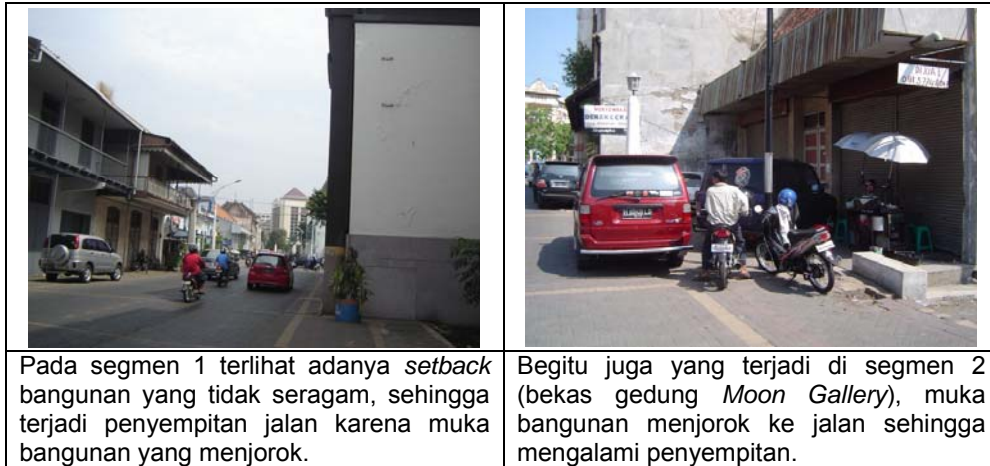 Pada segmen 1 terlihat adanya setback
bangunan yang tidak seragam, sehingga
terjadi penyempitan jalan karena muka
bangunan yang menjorok.
Begitu juga yang terjadi di segmen 2
(bekas gedung Moon Gallery), muka
bangunan menjorok ke jalan sehingga
mengalami penyempitan.